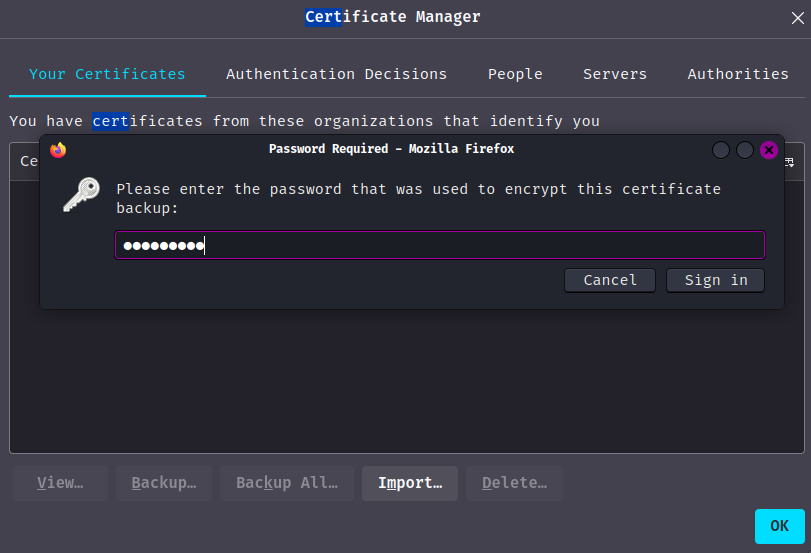 Certificate Manager
Your Certificates Authentication Decisions People Servers Authorities
You have certificates from these organizations that identify you
Password Required – Mozilla Firefox
Please enter the password that was used to encrypt this certificate
backup:
●●●●●●●●●
Cancel Sign in
View… Backup… Backup All… Import… Delete…
OK